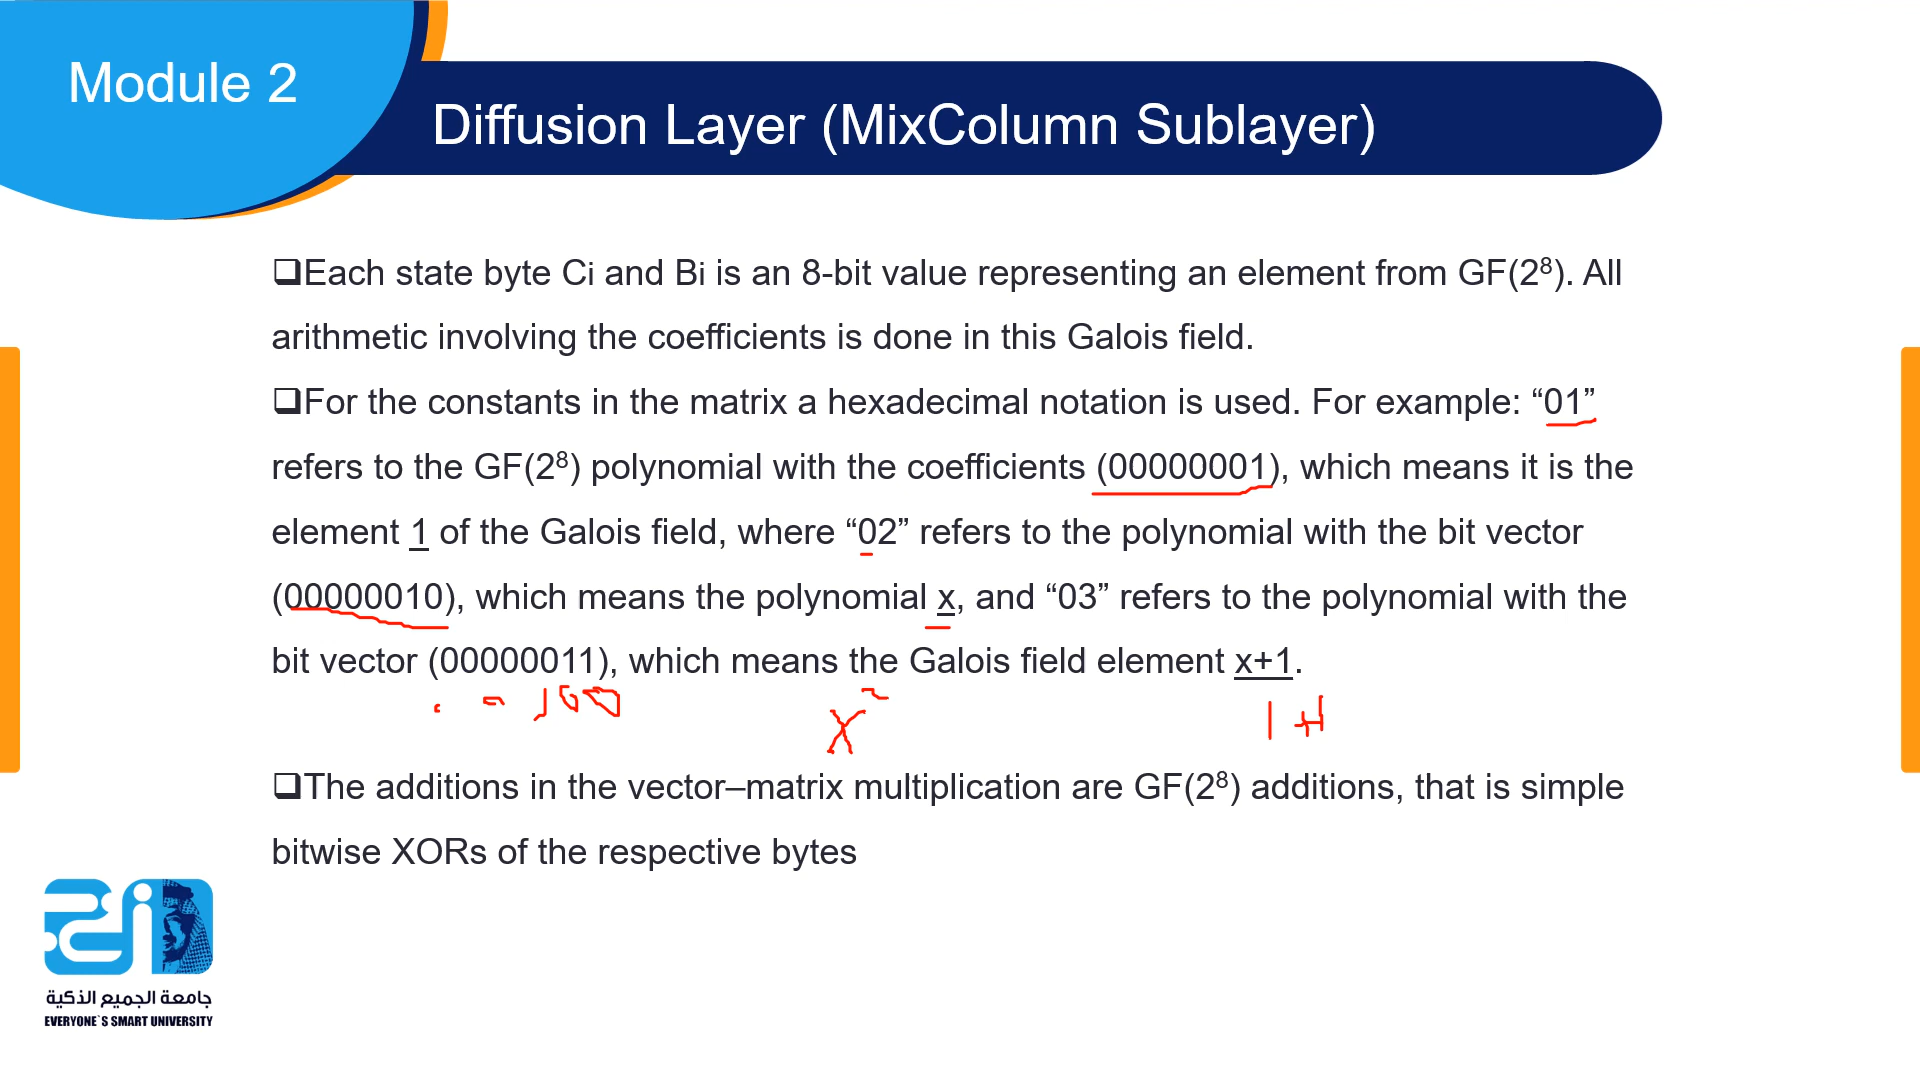 Module 2
Diffusion Layer (MixColumn Sublayer)
❑Each state byte Ci and Bi is an 8-bit value representing an element from GF(2⁸). All
arithmetic involving the coefficients is done in this Galois field.
❑For the constants in the matrix a hexadecimal notation is used. For example: “01”
refers to the GF(2⁸) polynomial with the coefficients (00000001), which means it is the
element 1 of the Galois field, where “02” refers to the polynomial with the bit vector
(00000010), which means the polynomial x, and “03” refers to the polynomial with the
bit vector (00000011), which means the Galois field element x+1.
100
x²
1 +1
❑The additions in the vector–matrix multiplication are GF(2⁸) additions, that is simple
bitwise XORs of the respective bytes
جامعة الجميع الذكية
EVERYONE`S SMART UNIVERSITY